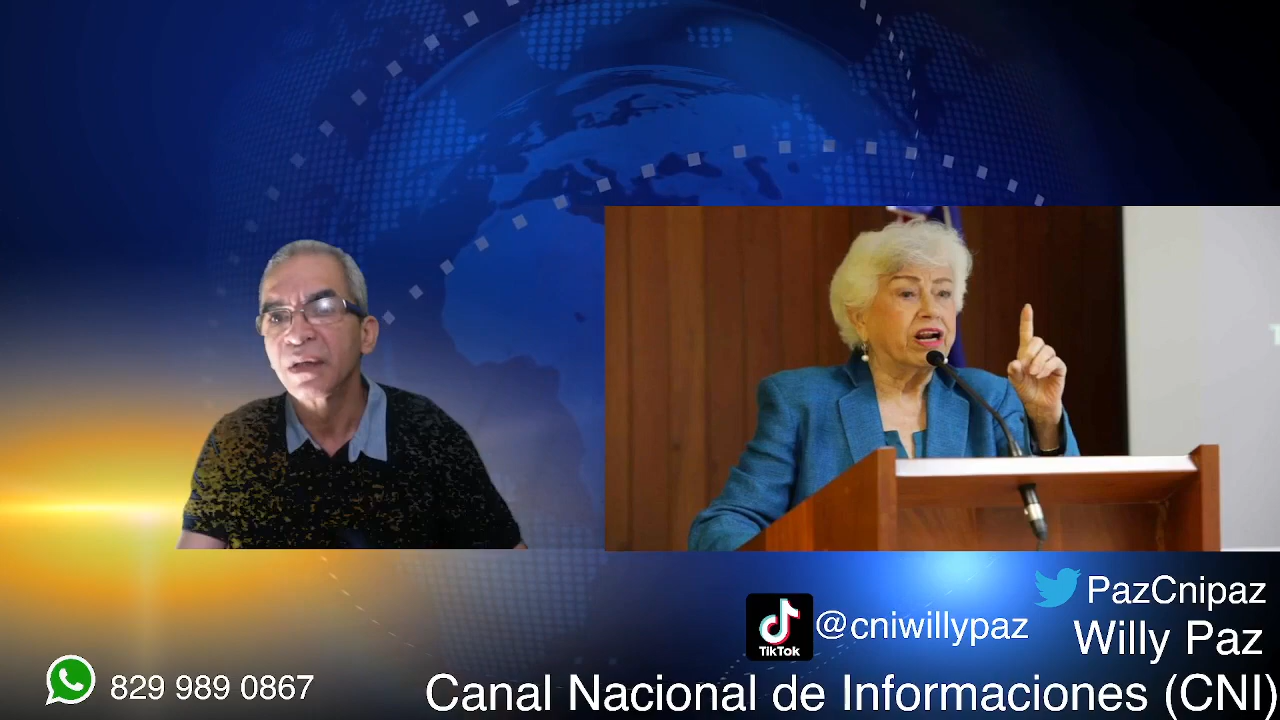 PazCnipaz
@cniwillypaz
TikTok
Willy Paz
829 989 0867
Canal Nacional de Informaciones (CNI)